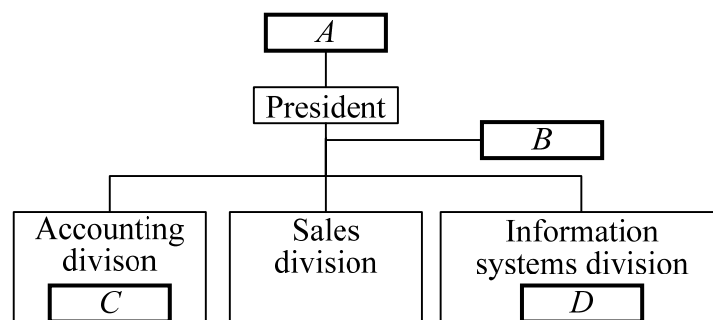 A
President
B
Accounting
divison
C
Sales
division
Information
systems division
D